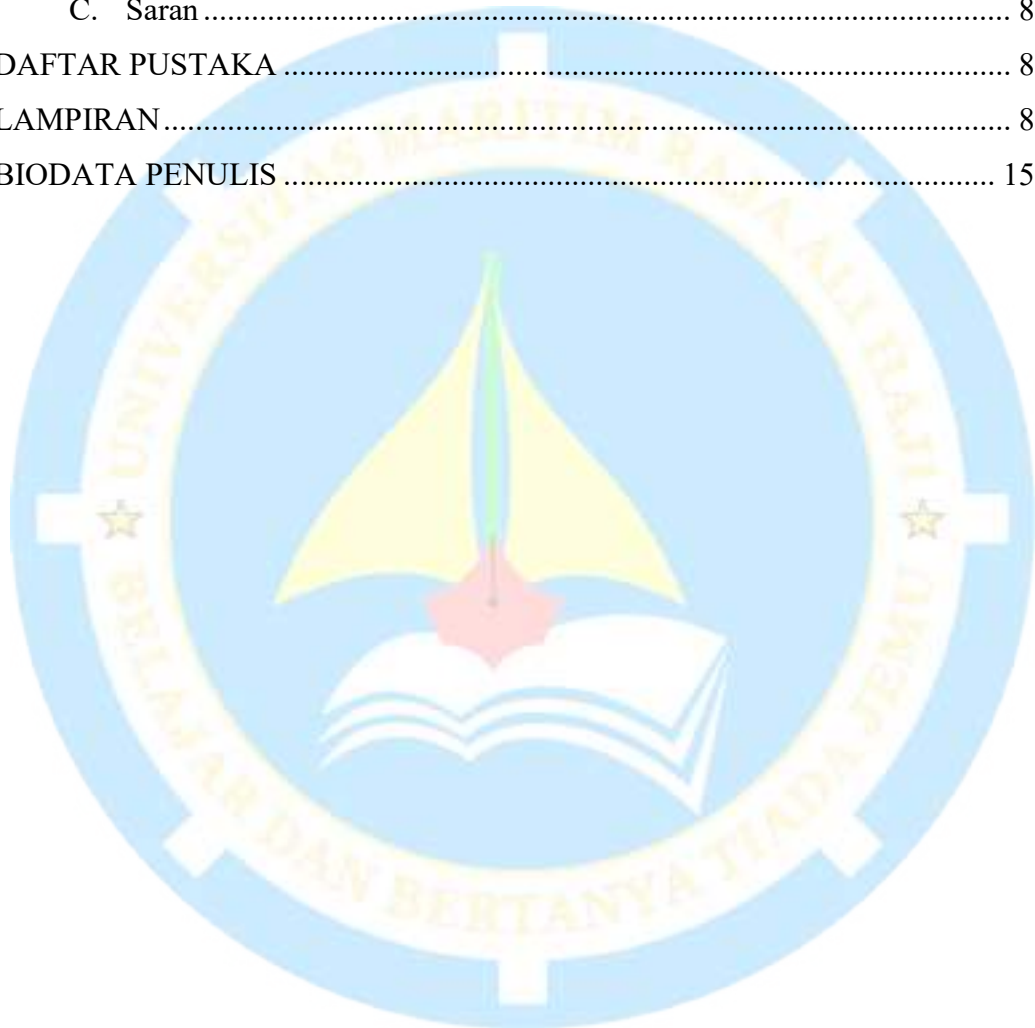 C. Saran ........................................................................................................ 8
DAFTAR PUSTAKA ............................................................................................. 8
LAMPIRAN ............................................................................................................ 8
BIODATA PENULIS ........................................................................................... 15
UNIVERSITAS MARITIM RAJA ALI HAJI
BELAJAR DAN BERTANYA TIADA JEMU